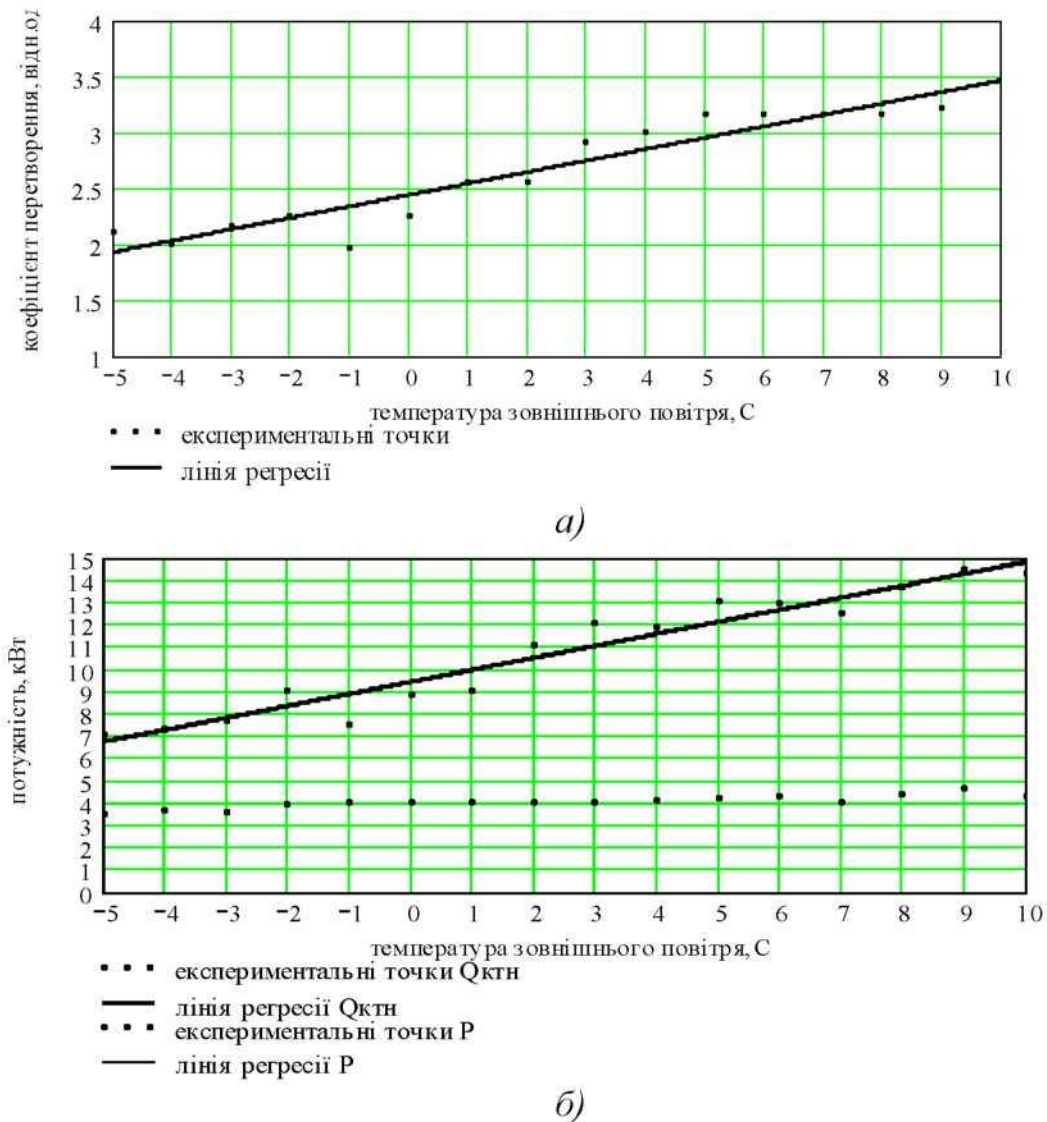 коефіцієнт перетворення, відн.од
4
3.5
3
2.5
2
1.5
1
−5 −4 −3 −2 −1 0 1 2 3 4 5 6 7 8 9 10
температура зовнішнього повітря, С
експериментальні точки
лінія регресії
а)
потужність, кВт
15
14
13
12
11
10
9
8
7
6
5
4
3
2
1
0
−5 −4 −3 −2 −1 0 1 2 3 4 5 6 7 8 9 10
температура зовнішнього повітря, С
експериментальні точки Qктн
лінія регресії Qктн
експериментальні точки Р
лінія регресії Р
б)